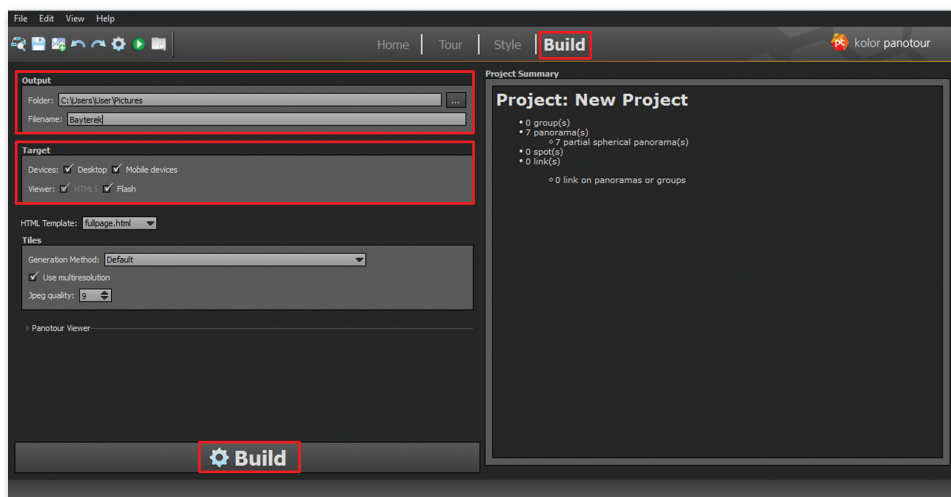 File Edit View Help
Home Tour Style Build
kolor panotour
Output
Folder: C:\Users\User\Pictures ...
Filename: Bayterek
Target
Devices: Desktop Mobile devices
Viewer: HTML5 Flash
HTML Template: fullpage.html
Tiles
Generation Method: Default
Use multiresolution
Jpeg quality: 9
Panotour Viewer
Build
Project Summary
Project: New Project
• 0 group(s)
• 7 panorama(s)
○ 7 partial spherical panorama(s)
• 0 spot(s)
• 0 link(s)
○ 0 link on panoramas or groups